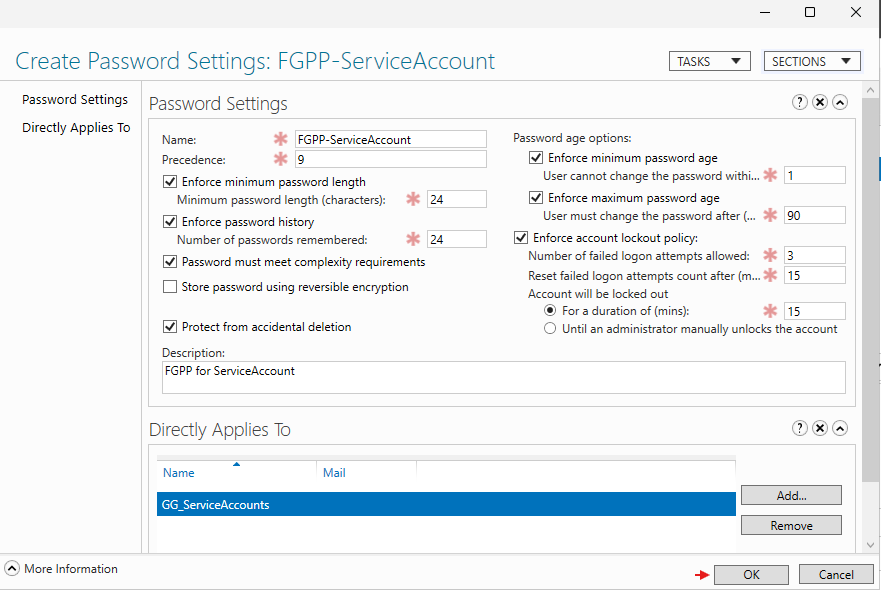 Create Password Settings: FGPP-ServiceAccount
TASKS
SECTIONS
Password Settings
Directly Applies To
Password Settings
Name:
FGPP-ServiceAccount
Precedence:
9
Enforce minimum password length
Minimum password length (characters):
24
Enforce password history
Number of passwords remembered:
24
Password must meet complexity requirements
Store password using reversible encryption
Protect from accidental deletion
Password age options:
Enforce minimum password age
User cannot change the password withi...
1
Enforce maximum password age
User must change the password after (...
90
Enforce account lockout policy:
Number of failed logon attempts allowed:
3
Reset failed logon attempts count after (m...
15
Account will be locked out
For a duration of (mins):
15
Until an administrator manually unlocks the account
Description:
FGPP for ServiceAccount
Directly Applies To
Name
Mail
GG_ServiceAccounts
Add...
Remove
More Information
OK
Cancel